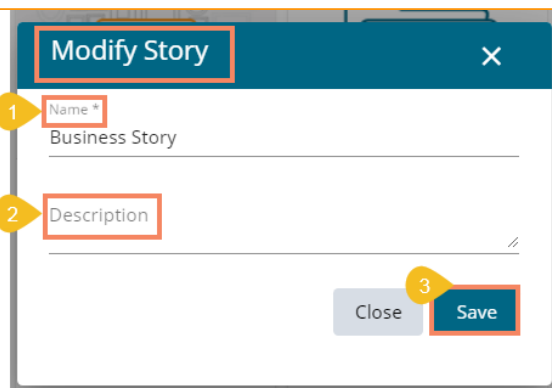 Modify Story
×
1
Name *
Business Story
2
Description
3
Close
Save